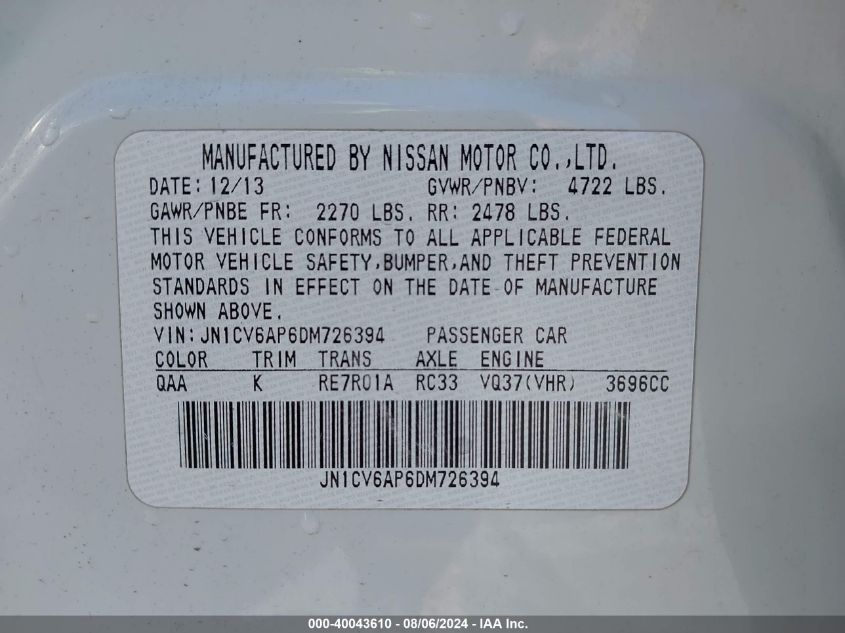 MANUFACTURED BY NISSAN MOTOR CO.,LTD.
DATE: 12/13 GVWR/PNBV: 4722 LBS.
GAWR/PNBE FR: 2270 LBS. RR: 2478 LBS.
THIS VEHICLE CONFORMS TO ALL APPLICABLE FEDERAL
MOTOR VEHICLE SAFETY,BUMPER,AND THEFT PREVENTION
STANDARDS IN EFFECT ON THE DATE OF MANUFACTURE
SHOWN ABOVE.
VIN: JN1CV6AP6DM726394 PASSENGER CAR
COLOR TRIM TRANS AXLE ENGINE
QAA K RE7R01A RC33 VQ37(VHR) 3696CC
JN1CV6AP6DM726394
000-40043610 - 08/06/2024 - IAA Inc.